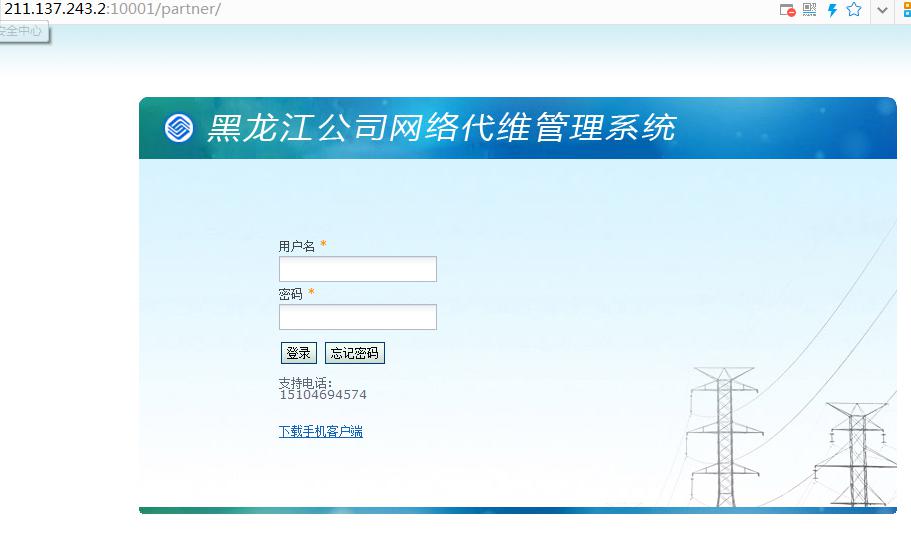 211.137.243.2:10001/partner/
安全中心
黑龙江公司网络代维管理系统
用户名 *
密码 *
登录 忘记密码
支持电话：
15104694574
下载手机客户端